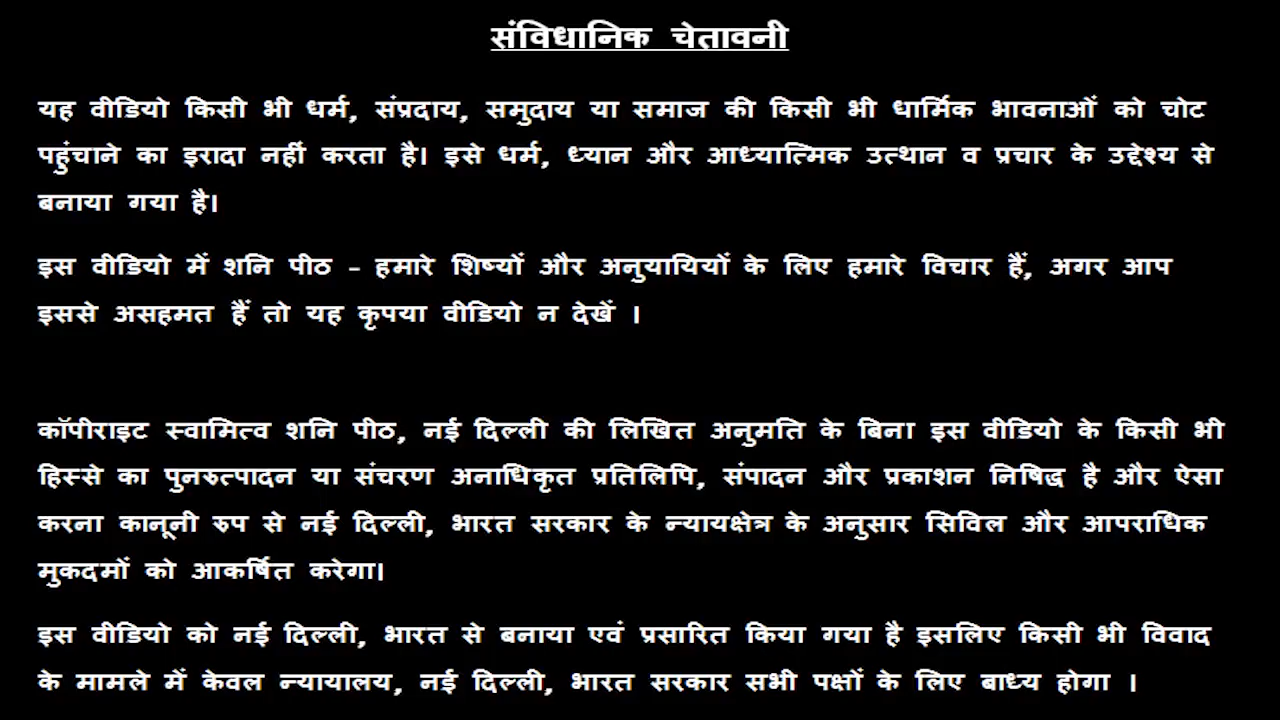 संविधानिक चेतावनी
यह वीडियो किसी भी धर्म, संप्रदाय, समुदाय या समाज की किसी भी धार्मिक भावनाओं को चोट
पहुंचाने का इरादा नहीं करता है। इसे धर्म, ध्यान और आध्यात्मिक उत्थान व प्रचार के उद्देश्य से
बनाया गया है।
इस वीडियो में शनि पीठ – हमारे शिष्यों और अनुयायियों के लिए हमारे विचार हैं, अगर आप
इससे असहमत हैं तो यह कृपया वीडियो न देखें ।
कॉपीराइट स्वामित्व शनि पीठ, नई दिल्ली की लिखित अनुमति के बिना इस वीडियो के किसी भी
हिस्से का पुनरुत्पादन या संचरण अनाधिकृत प्रतिलिपि, संपादन और प्रकाशन निषिद्ध है और ऐसा
करना कानूनी रुप से नई दिल्ली, भारत सरकार के न्यायक्षेत्र के अनुसार सिविल और आपराधिक
मुकदमों को आकर्षित करेगा।
इस वीडियो को नई दिल्ली, भारत से बनाया एवं प्रसारित किया गया है इसलिए किसी भी विवाद
के मामले में केवल न्यायालय, नई दिल्ली, भारत सरकार सभी पक्षों के लिए बाध्य होगा ।